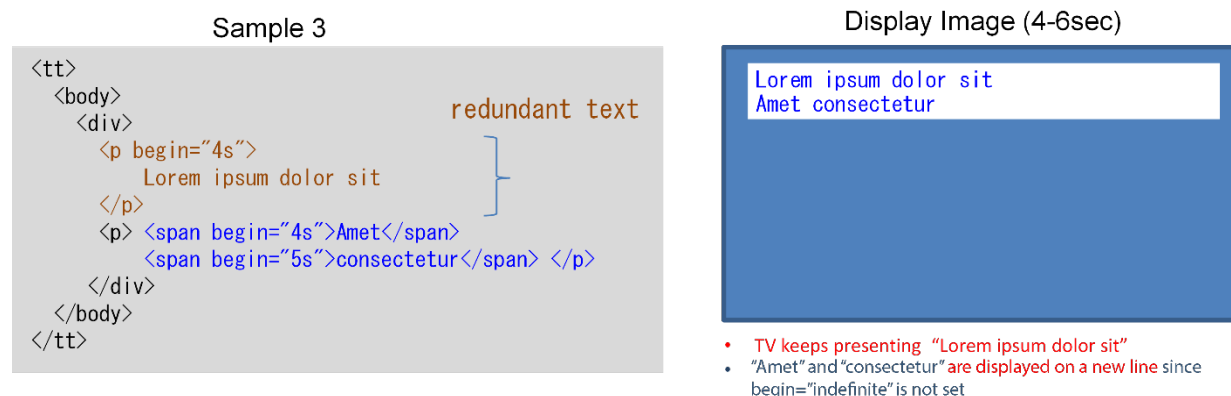 Sample 3
<tt>
<body>
<div>
redundant text
<p begin="4s">
Lorem ipsum dolor sit
</p>
<p> <span begin="4s">Amet</span>
<span begin="5s">consectetur</span> </p>
</div>
</body>
</tt>
Display Image (4-6sec)
Lorem ipsum dolor sit
Amet consectetur
• TV keeps presenting “Lorem ipsum dolor sit”
• “Amet” and “consectetur” are displayed on a new line since
begin=“indefinite” is not set